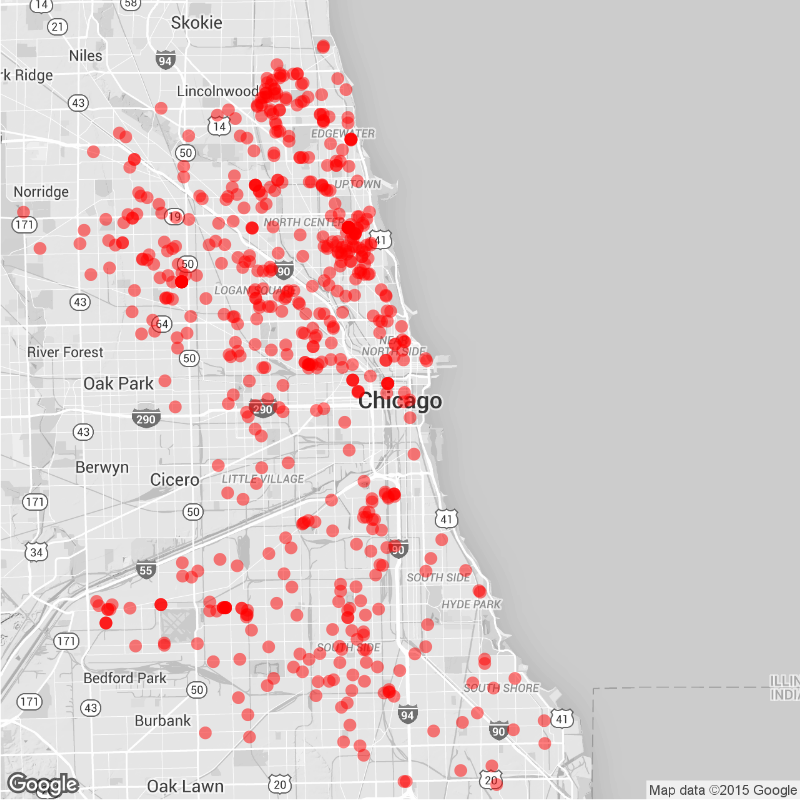 14
58
21
Skokie
Niles
94
rk Ridge
Lincolnwood
43
14
EDGEWATER
50
UPTOWN
Norridge
171
19
NORTH CENTER
41
50
90
LOGAN SQUARE
43
64
NEAR
NORTH SIDE
River Forest
50
Oak Park
290
290
Chicago
43
Berwyn
Cicero
LITTLE VILLAGE
171
50
41
34
90
55
SOUTH SIDE
HYDE PARK
171
SOUTH SIDE
Bedford Park
50
SOUTH SHORE
ILLIN
INDIA
171
43
94
Burbank
90
41
Google
Oak Lawn
20
20
Map data ©2015 Google